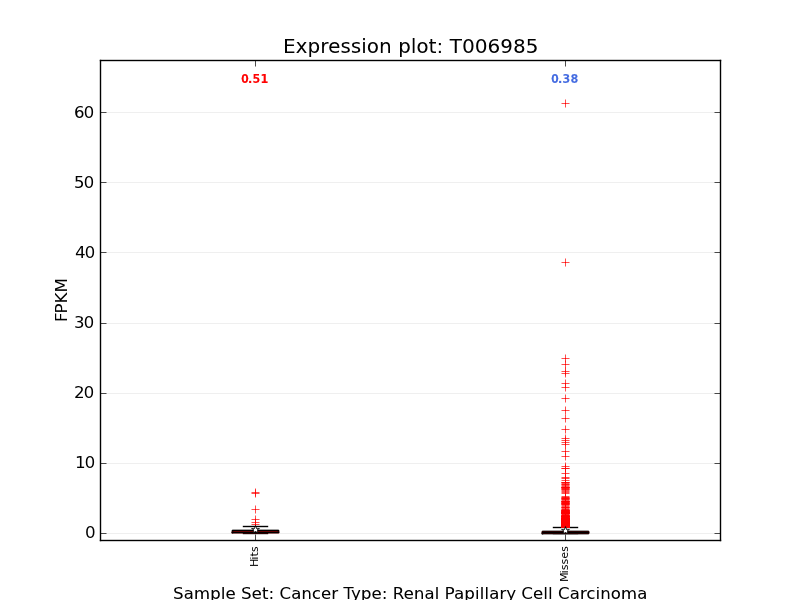 Expression plot: T006985
0.51
0.38
60
50
40
30
20
10
0
FPKM
Hits
Misses
Sample Set: Cancer Type: Renal Papillary Cell Carcinoma